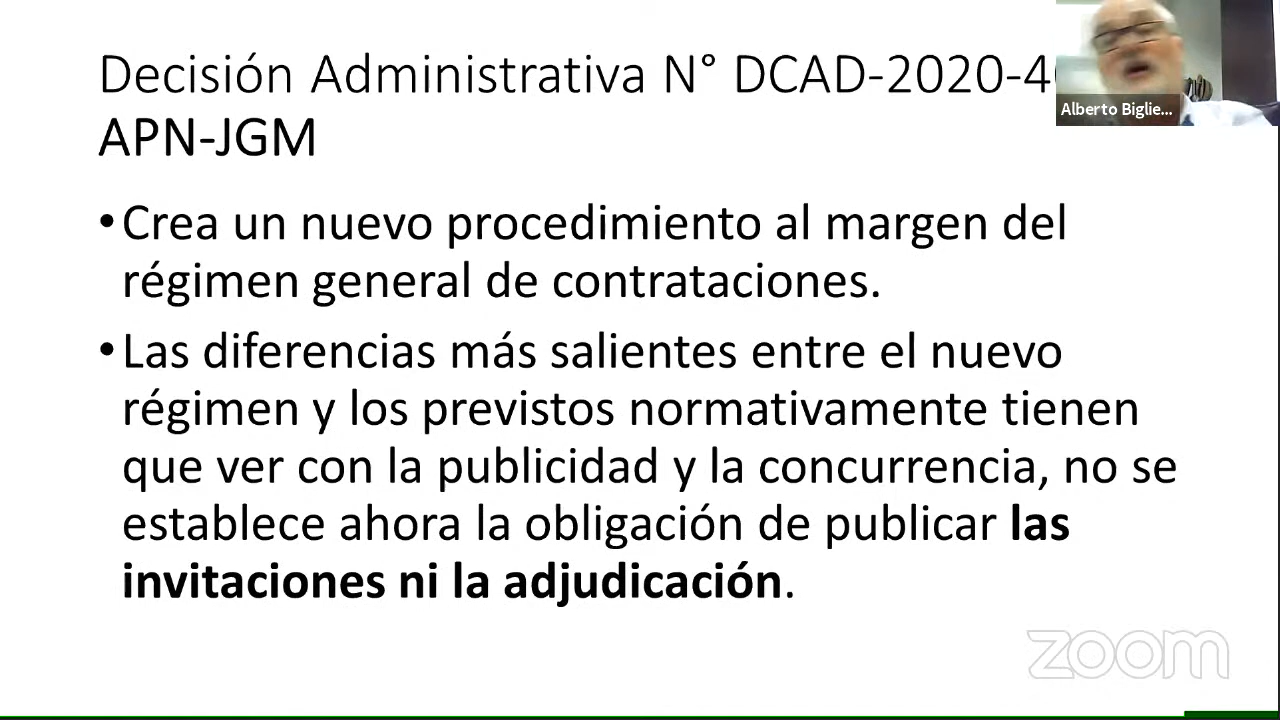 Decisión Administrativa N° DCAD-2020-4
APN-JGM
Alberto Biglie...
•Crea un nuevo procedimiento al margen del
régimen general de contrataciones.
•Las diferencias más salientes entre el nuevo
régimen y los previstos normativamente tienen
que ver con la publicidad y la concurrencia, no se
establece ahora la obligación de publicar las
invitaciones ni la adjudicación.
zoom